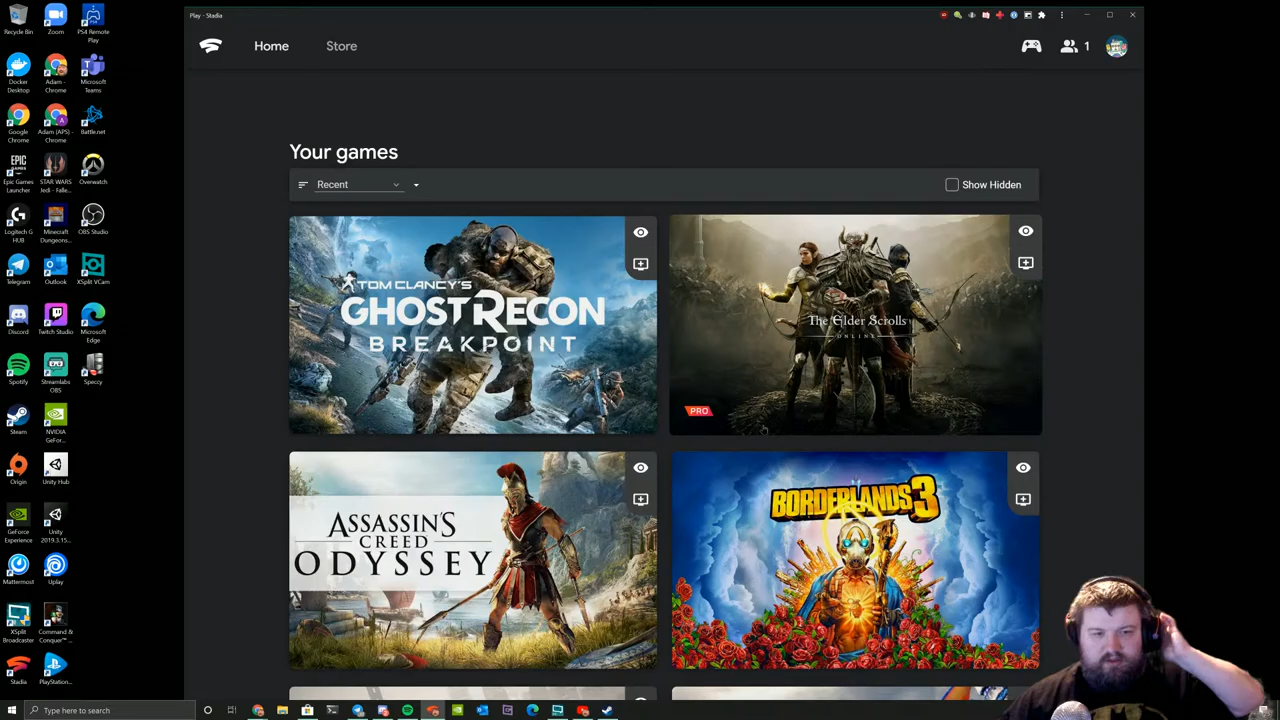 Play - Stadia
Home
Store
1
Your games
Recent
Show Hidden
TOM CLANCY'S
GHOST RECON
BREAKPOINT
The Elder Scrolls
ONLINE
PRO
ASSASSIN'S
CREED
ODYSSEY
BORDERLANDS 3
Recycle Bin
Zoom
PS4 Remote
Play
Docker
Desktop
Adam -
Chrome
Microsoft
Teams
Google
Chrome
Adam (APS) -
Chrome
Battle.net
EPIC
GAMES
Epic Games
Launcher
STAR WARS
Jedi - Falle...
Overwatch
Logitech G
HUB
Minecraft
Dungeons...
OBS Studio
Telegram
Outlook
XSplit VCam
Discord
Twitch Studio
Microsoft
Edge
Spotify
Streamlabs
OBS
Speccy
Steam
NVIDIA
GeFor...
Origin
Unity Hub
GeForce
Experience
Unity
2019.3.15...
Mattermost
Uplay
XSplit
Broadcaster
Command &
Conquer™ ...
Stadia
PlayStation...
Type here to search